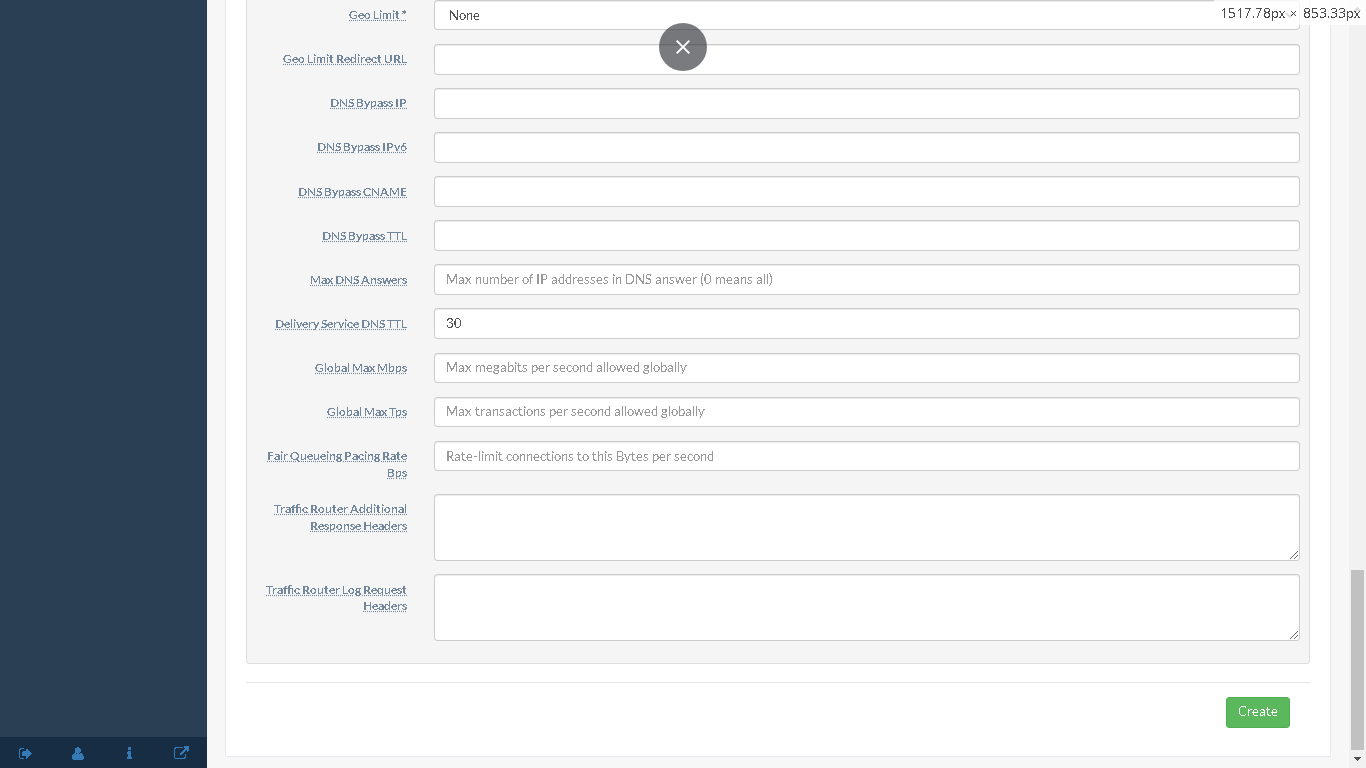 1517.78px × 853.33px
Geo Limit *
None
Geo Limit Redirect URL
DNS Bypass IP
DNS Bypass IPv6
DNS Bypass CNAME
DNS Bypass TTL
Max DNS Answers
Max number of IP addresses in DNS answer (0 means all)
Delivery Service DNS TTL
30
Global Max Mbps
Max megabits per second allowed globally
Global Max Tps
Max transactions per second allowed globally
Fair Queueing Pacing Rate
Bps
Rate-limit connections to this Bytes per second
Traffic Router Additional
Response Headers
Traffic Router Log Request
Headers
Create